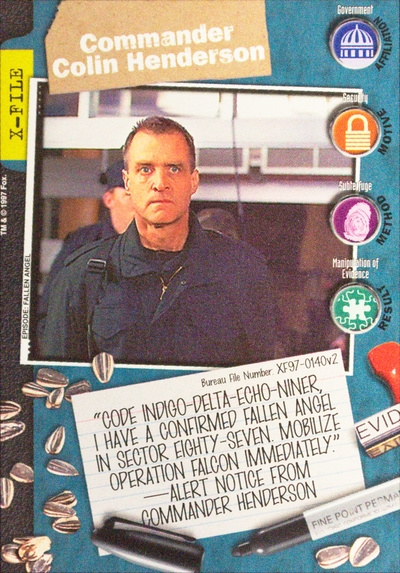 Commander
Colin Henderson
Government
AFFILIATION
X-FILE
Security
MOTIVE
Subterfuge
METHOD
Manipulation of
Evidence
RESULT
TM & © 1997 Fox.
EPISODE: FALLEN ANGEL
Bureau File Number: XF97-0140v2
"CODE INDIGO-DELTA-ECHO-NINER,
I HAVE A CONFIRMED FALLEN ANGEL
IN SECTOR EIGHTY-SEVEN. MOBILIZE
OPERATION FALCON IMMEDIATELY."
—ALERT NOTICE FROM
COMMANDER HENDERSON
EVID
FINE POINT PERMA